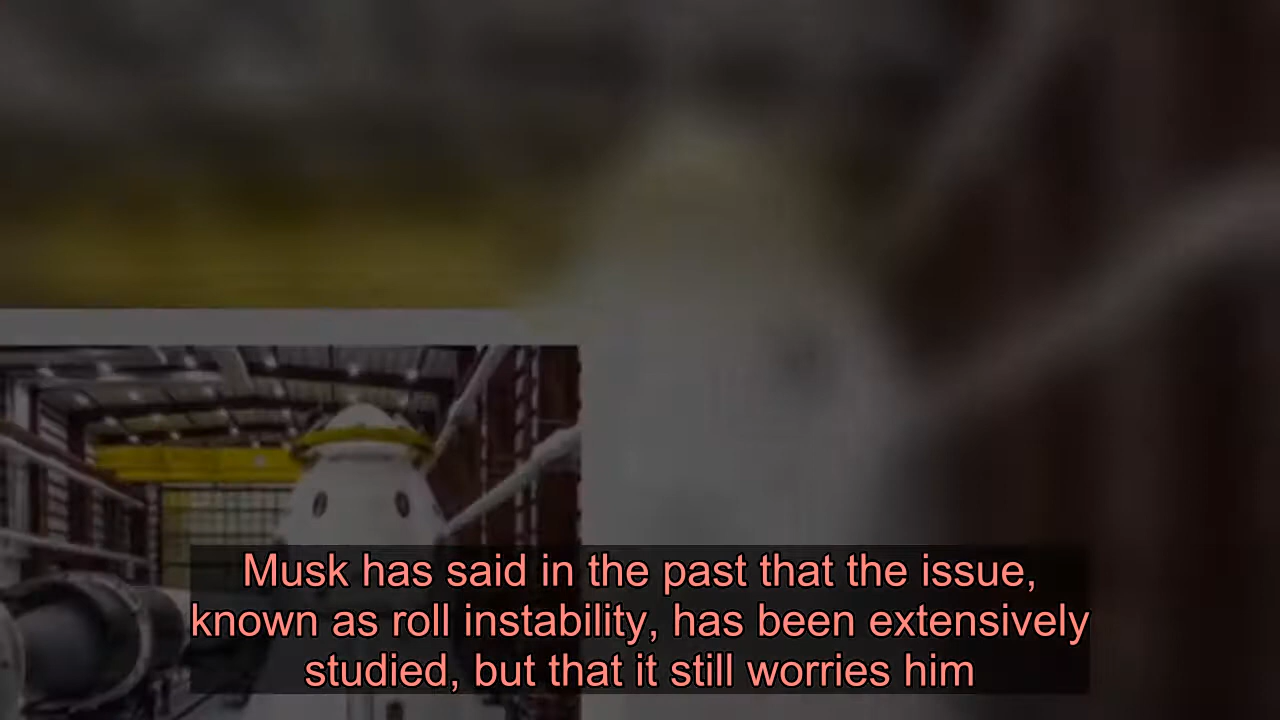 Musk has said in the past that the issue,
known as roll instability, has been extensively
studied, but that it still worries him